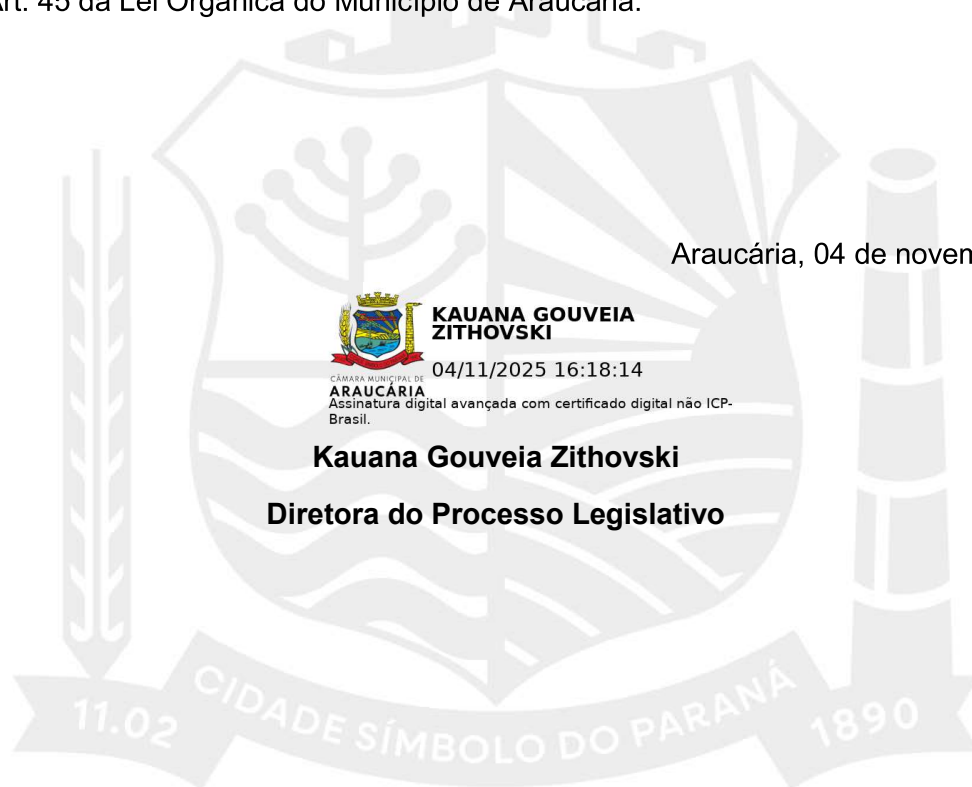 Art. 45 da Lei Orgânica do Município de Araucária.
Araucária, 04 de novem
KAUANA GOUVEIA
ZITHOVSKI
04/11/2025 16:18:14
CÂMARA MUNICIPAL DE
ARAUCÁRIA
Assinatura digital avançada com certificado digital não ICP-
Brasil.
Kauana Gouveia Zithovski
Diretora do Processo Legislativo
11.02 CIDADE SÍMBOLO DO PARANÁ 1890